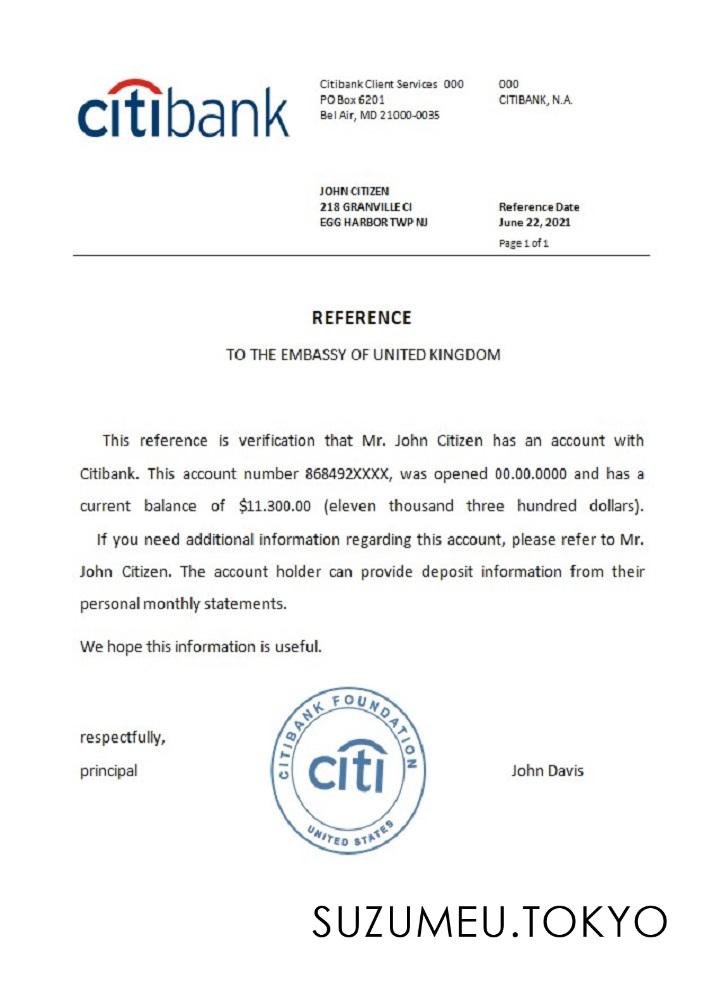 citibank
Citibank Client Services 000
PO Box 6201
Bel Air, MD 21000-0035
000
CITIBANK, N.A.
JOHN CITIZEN
218 GRANVILLE CI
EGG HARBOR TWP NJ
Reference Date
June 22, 2021
Page 1 of 1
REFERENCE
TO THE EMBASSY OF UNITED KINGDOM
This reference is verification that Mr. John Citizen has an account with
Citibank. This account number 868492XXXX, was opened 00.00.0000 and has a
current balance of $11.300.00 (eleven thousand three hundred dollars).
If you need additional information regarding this account, please refer to Mr.
John Citizen. The account holder can provide deposit information from their
personal monthly statements.
We hope this information is useful.
respectfully,
principal
CITIBANK FOUNDATION
citi
UNITED STATES
John Davis
SUZUMEU.TOKYO